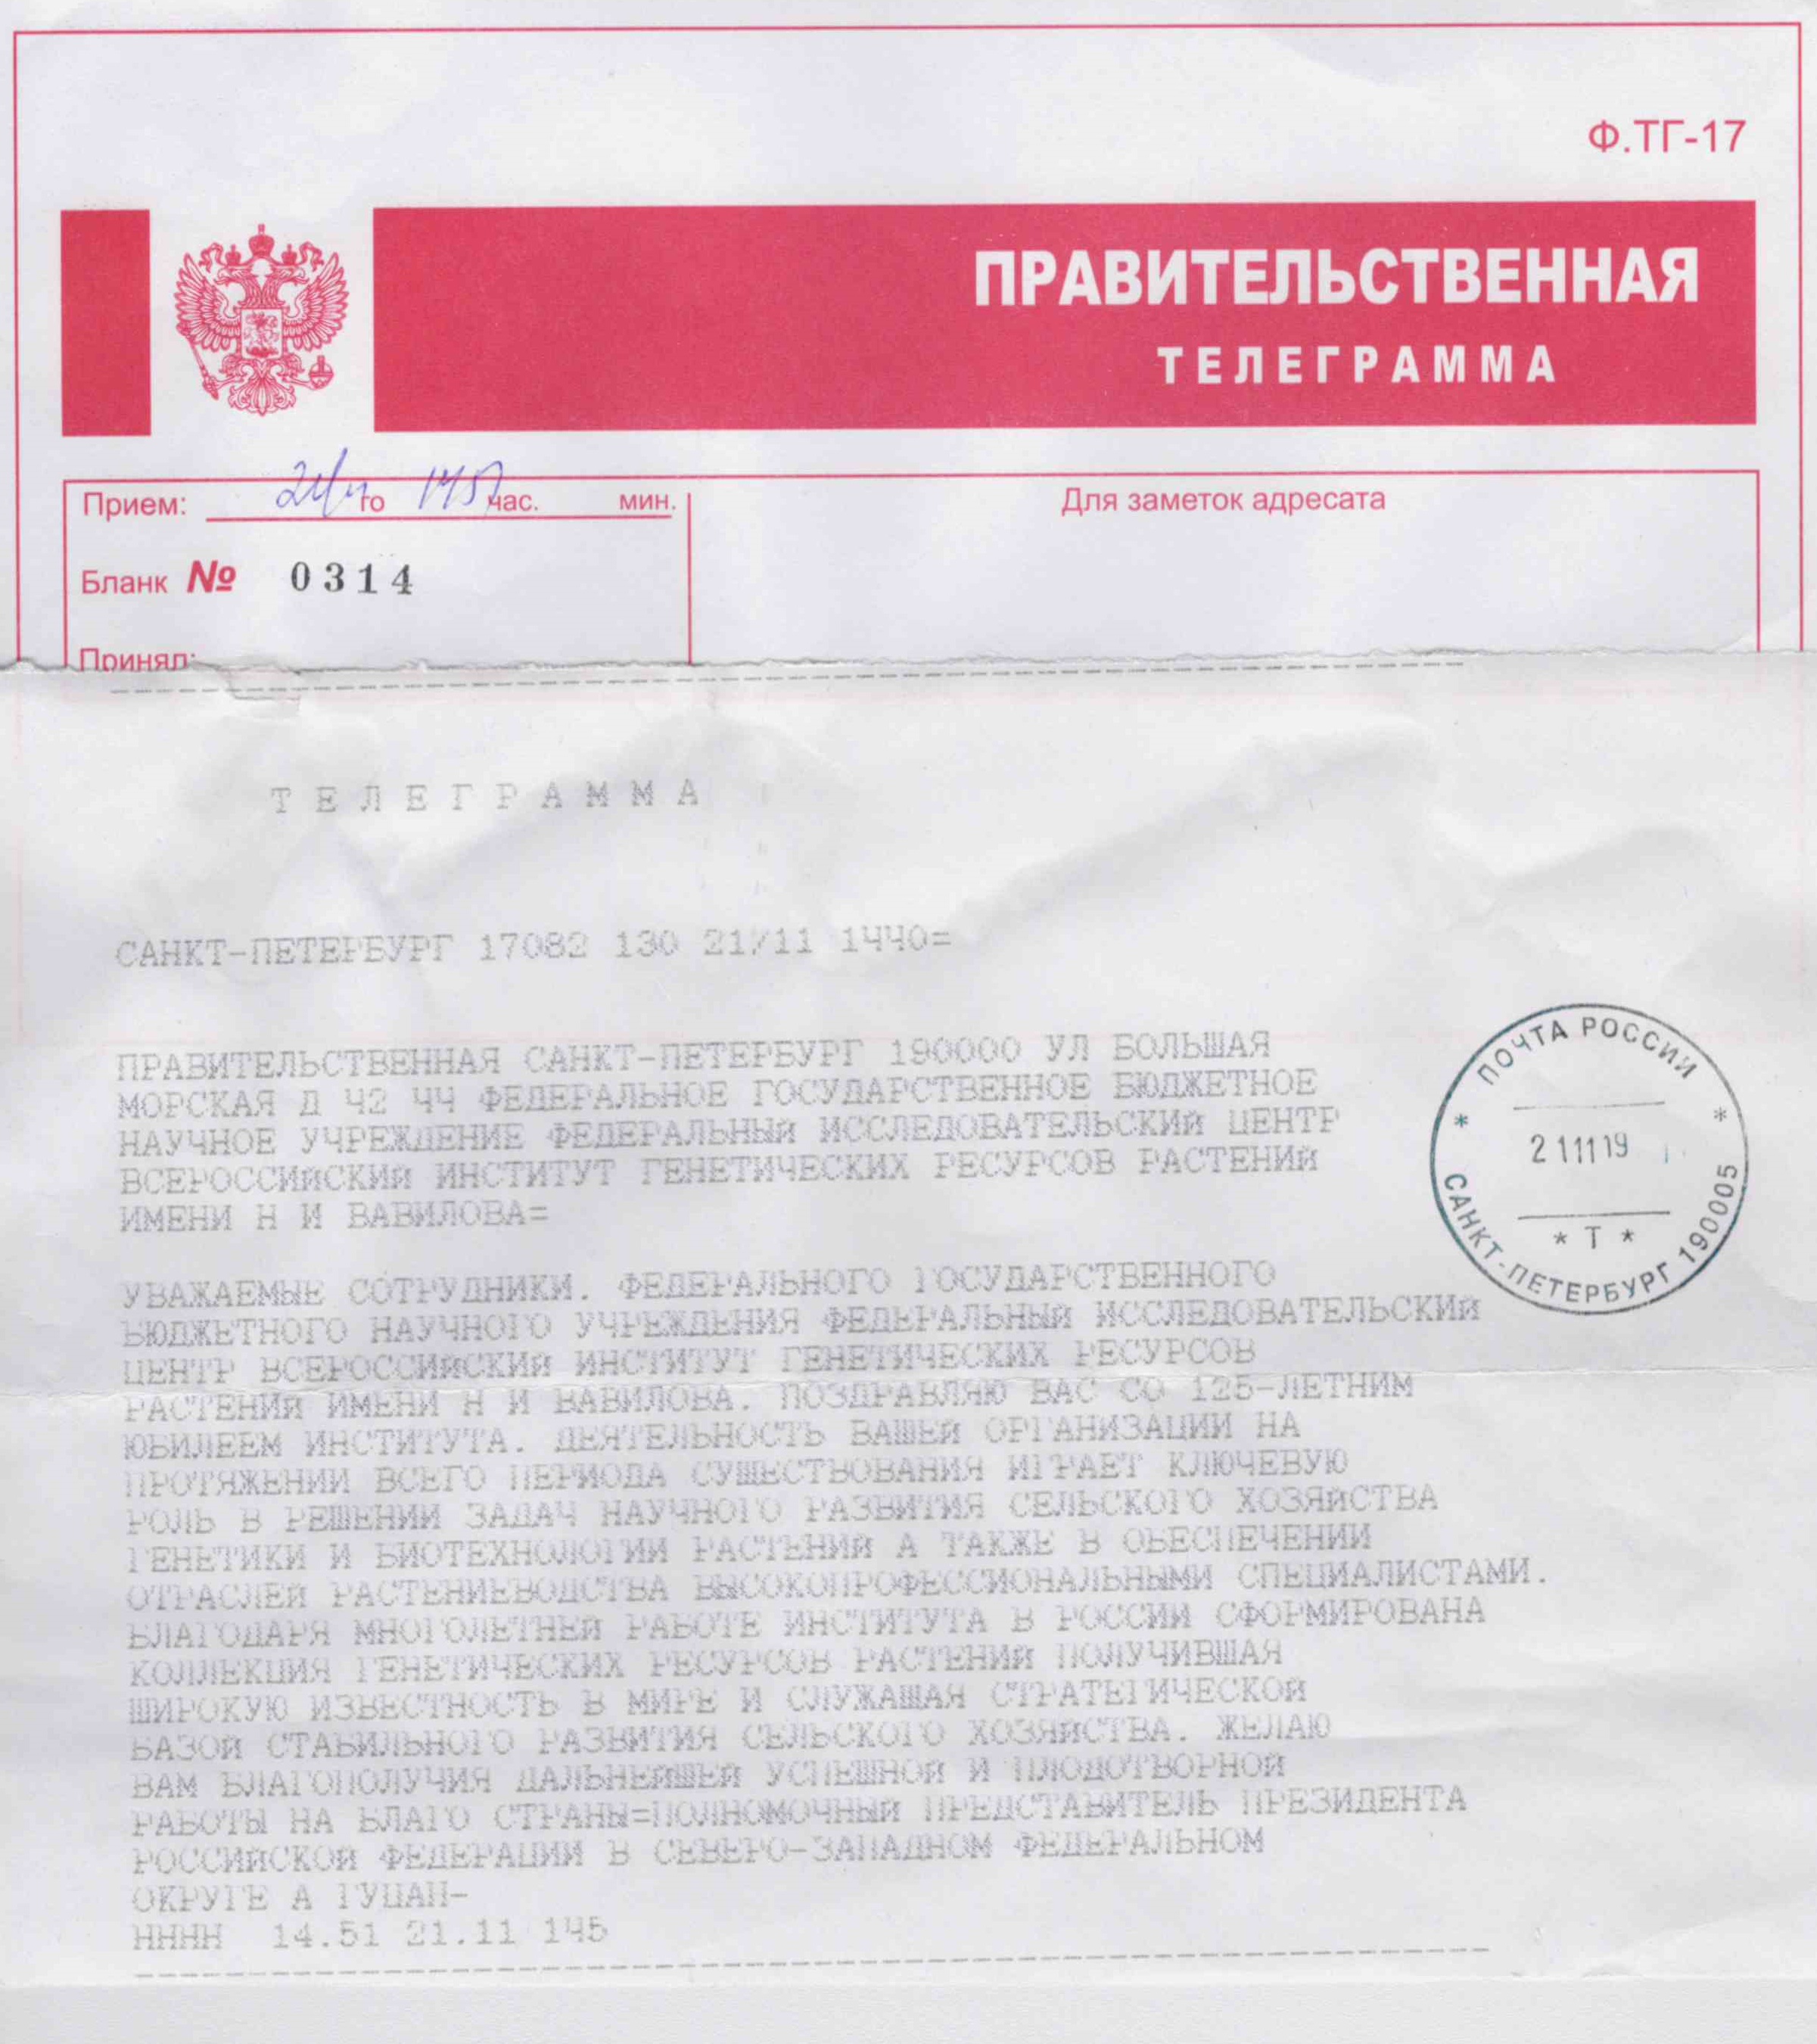 Ф.ТГ-17
ПРАВИТЕЛЬСТВЕННАЯ
ТЕЛЕГРАММА
Прием: 21/11 го 1451 час. мин.
Для заметок адресата
Бланк № 0314
Принял:
ТЕЛЕГРАММА
САНКТ-ПЕТЕРБУРГ 17082 130 21/11 1440=
ПРАВИТЕЛЬСТВЕННАЯ САНКТ-ПЕТЕРБУРГ 190000 УЛ БОЛЬШАЯ
МОРСКАЯ Д 42 44 ФЕДЕРАЛЬНОЕ ГОСУДАРСТВЕННОЕ БЮДЖЕТНОЕ
НАУЧНОЕ УЧРЕЖДЕНИЕ ФЕДЕРАЛЬНЫЙ ИССЛЕДОВАТЕЛЬСКИЙ ЦЕНТР
ВСЕРОССИЙСКИЙ ИНСТИТУТ ГЕНЕТИЧЕСКИХ РЕСУРСОВ РАСТЕНИЙ
ИМЕНИ Н И ВАВИЛОВА=
ПОЧТА РОССИИ
211119
* Т *
САНКТ-ПЕТЕРБУРГ 190005
УВАЖАЕМЫЕ СОТРУДНИКИ. ФЕДЕРАЛЬНОГО ГОСУДАРСТВЕННОГО
БЮДЖЕТНОГО НАУЧНОГО УЧРЕЖДЕНИЯ ФЕДЕРАЛЬНЫЙ ИССЛЕДОВАТЕЛЬСКИЙ
ЦЕНТР ВСЕРОССИЙСКИЙ ИНСТИТУТ ГЕНЕТИЧЕСКИХ РЕСУРСОВ
РАСТЕНИЙ ИМЕНИ Н И ВАВИЛОВА. ПОЗДРАВЛЯЮ ВАС СО 125-ЛЕТНИМ
ЮБИЛЕЕМ ИНСТИТУТА. ДЕЯТЕЛЬНОСТЬ ВАШЕЙ ОРГАНИЗАЦИИ НА
ПРОТЯЖЕНИИ ВСЕГО ПЕРИОДА СУЩЕСТВОВАНИЯ ИГРАЕТ КЛЮЧЕВУЮ
РОЛЬ В РЕШЕНИИ ЗАДАЧ НАУЧНОГО РАЗВИТИЯ СЕЛЬСКОГО ХОЗЯЙСТВА
ГЕНЕТИКИ И БИОТЕХНОЛОГИИ РАСТЕНИЙ А ТАКЖЕ В ОБЕСПЕЧЕНИИ
ОТРАСЛЕЙ РАСТЕНИЕВОДСТВА ВЫСОКОПРОФЕССИОНАЛЬНЫМИ СПЕЦИАЛИСТАМИ.
БЛАГОДАРЯ МНОГОЛЕТНЕЙ РАБОТЕ ИНСТИТУТА В РОССИИ СФОРМИРОВАНА
КОЛЛЕКЦИЯ ГЕНЕТИЧЕСКИХ РЕСУРСОВ РАСТЕНИЙ ПОЛУЧИВШАЯ
ШИРОКУЮ ИЗВЕСТНОСТЬ В МИРЕ И СЛУЖАЩАЯ СТРАТЕГИЧЕСКОЙ
БАЗОЙ СТАБИЛЬНОГО РАЗВИТИЯ СЕЛЬСКОГО ХОЗЯЙСТВА. ЖЕЛАЮ
ВАМ БЛАГОПОЛУЧИЯ ДАЛЬНЕЙШЕЙ УСПЕШНОЙ И ПЛОДОТВОРНОЙ
РАБОТЫ НА БЛАГО СТРАНЫ=ПОЛНОМОЧНЫЙ ПРЕДСТАВИТЕЛЬ ПРЕЗИДЕНТА
РОССИЙСКОЙ ФЕДЕРАЦИИ В СЕВЕРО-ЗАПАДНОМ ФЕДЕРАЛЬНОМ
ОКРУГЕ А ГУЦАН-
НННН 14.51 21.11 145